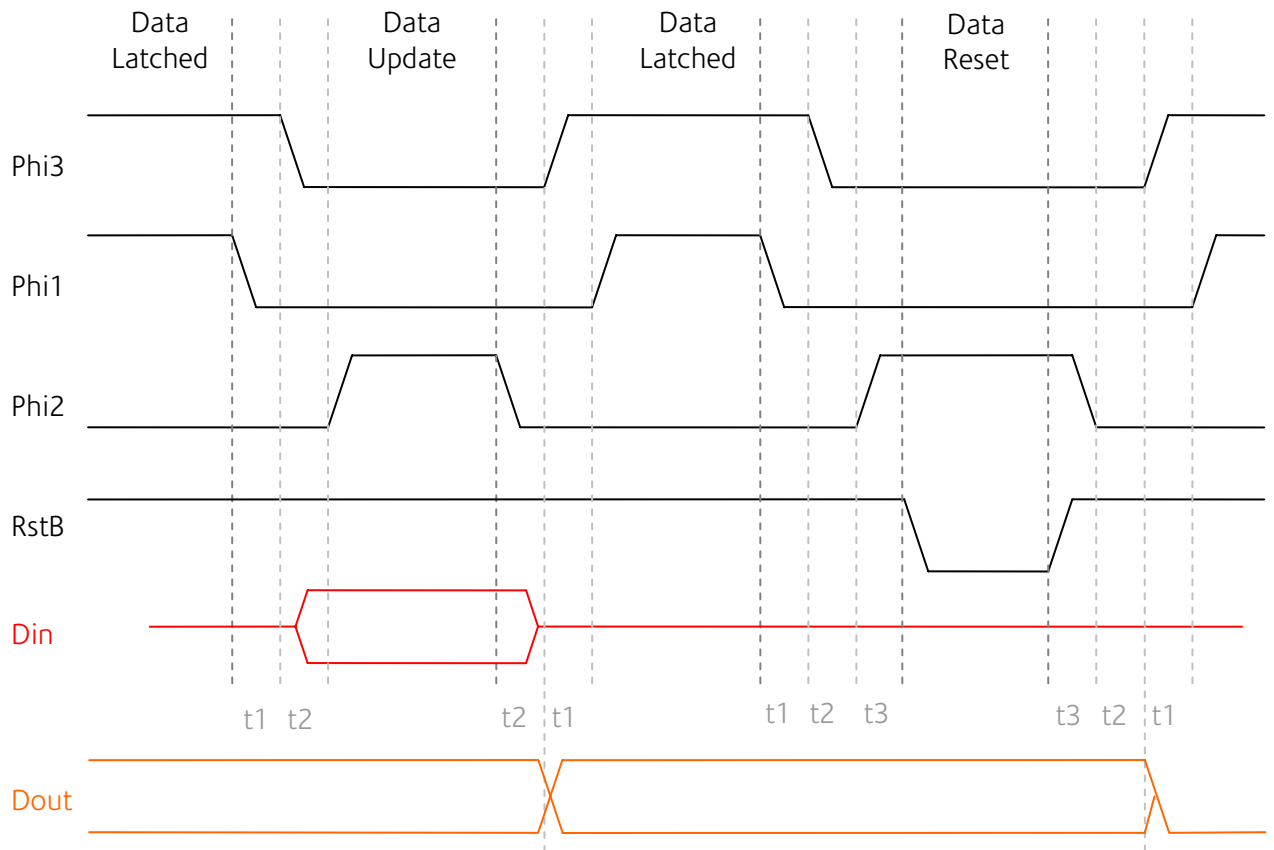 Data
Latched
Data
Update
Data
Latched
Data
Reset
Phi3
Phi1
Phi2
RstB
Din
t1 t2 t2 t1 t1 t2 t3 t3 t2 t1
Dout